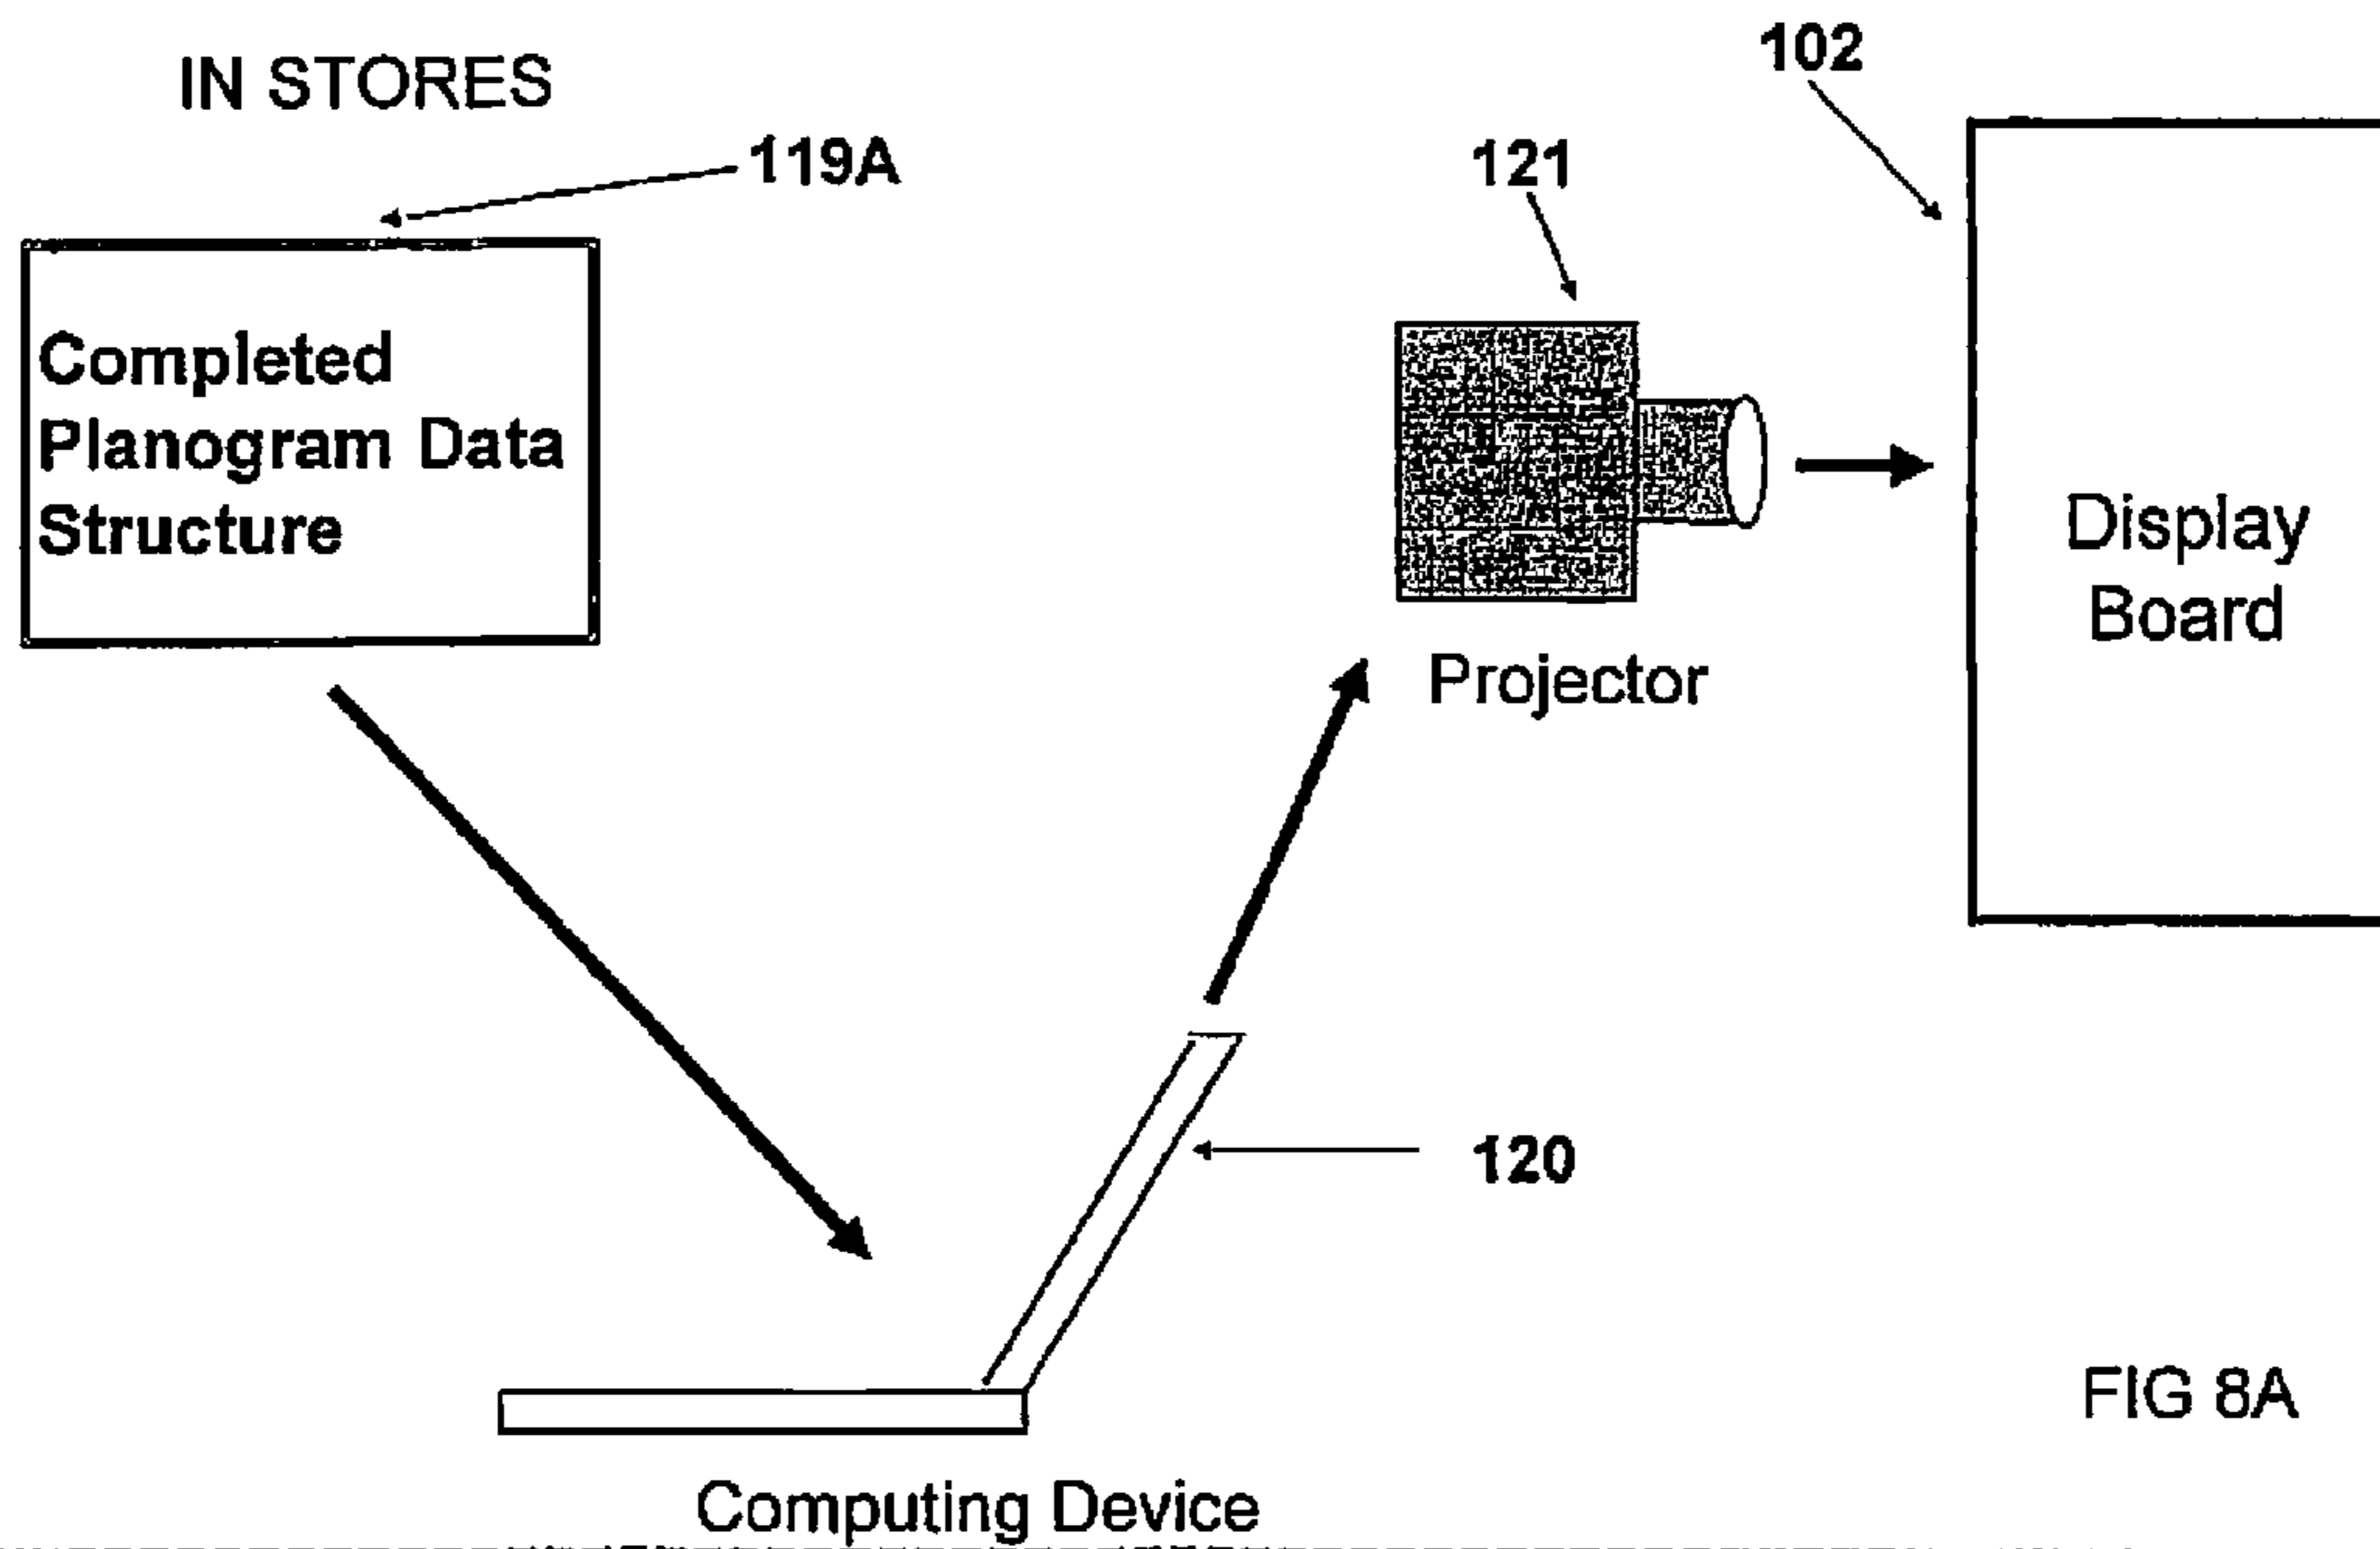 IN STORES
102
119A
121
Completed
Planogram Data
Structure
Display
Board
Projector
120
FIG 8A
Computing Device